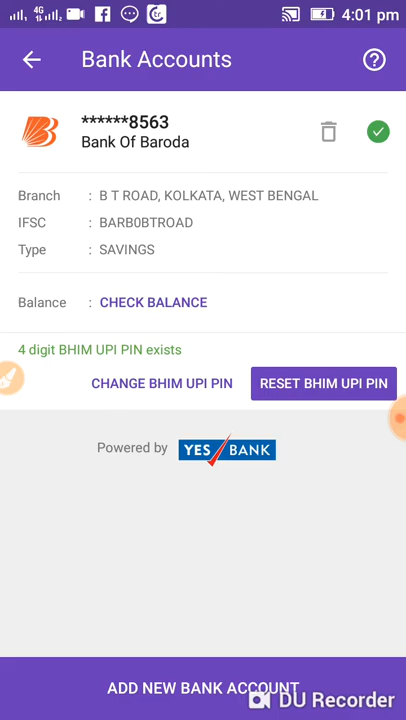 4G 4:01 pm
Bank Accounts
******8563
Bank Of Baroda
Branch : B T ROAD, KOLKATA, WEST BENGAL
IFSC : BARB0BTROAD
Type : SAVINGS
Balance : CHECK BALANCE
4 digit BHIM UPI PIN exists
CHANGE BHIM UPI PIN RESET BHIM UPI PIN
Powered by YES BANK
ADD NEW BANK ACCOUNT
DU Recorder